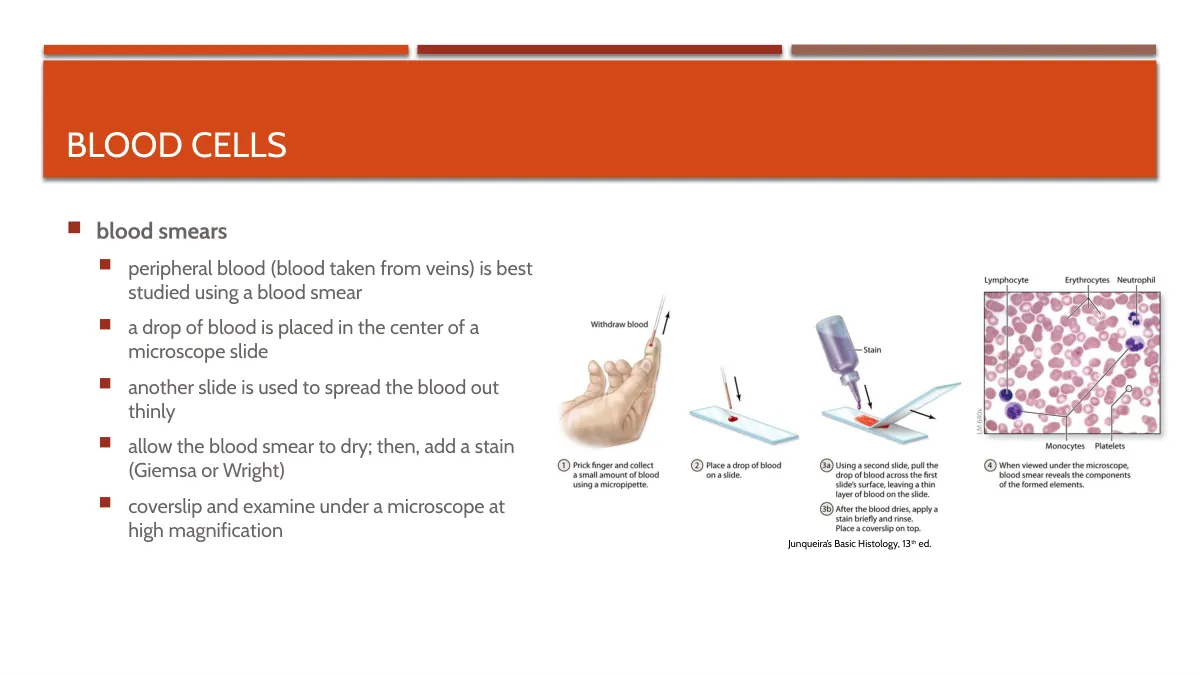 BLOOD CELLS
blood smears
peripheral blood (blood taken from veins) is best
studied using a blood smear
a drop of blood is placed in the center of a
microscope slide
another slide is used to spread the blood out
thinly
allow the blood smear to dry; then, add a stain
(Giemsa or Wright)
coverslip and examine under a microscope at
high magnification
Withdraw blood
Stain
Lymphocyte
Erythrocytes
Neutrophil
LM 640x
Monocytes
Platelets
1 Prick finger and collect
a small amount of blood
using a micropipette.
2 Place a drop of blood
on a slide.
3a Using a second slide, pull the
drop of blood across the first
slide's surface, leaving a thin
layer of blood on the slide.
3b After the blood dries, apply a
stain briefly and rinse.
Place a coverslip on top.
4 When viewed under the microscope,
blood smear reveals the components
of the formed elements.
Junqueira's Basic Histology, 13th ed.